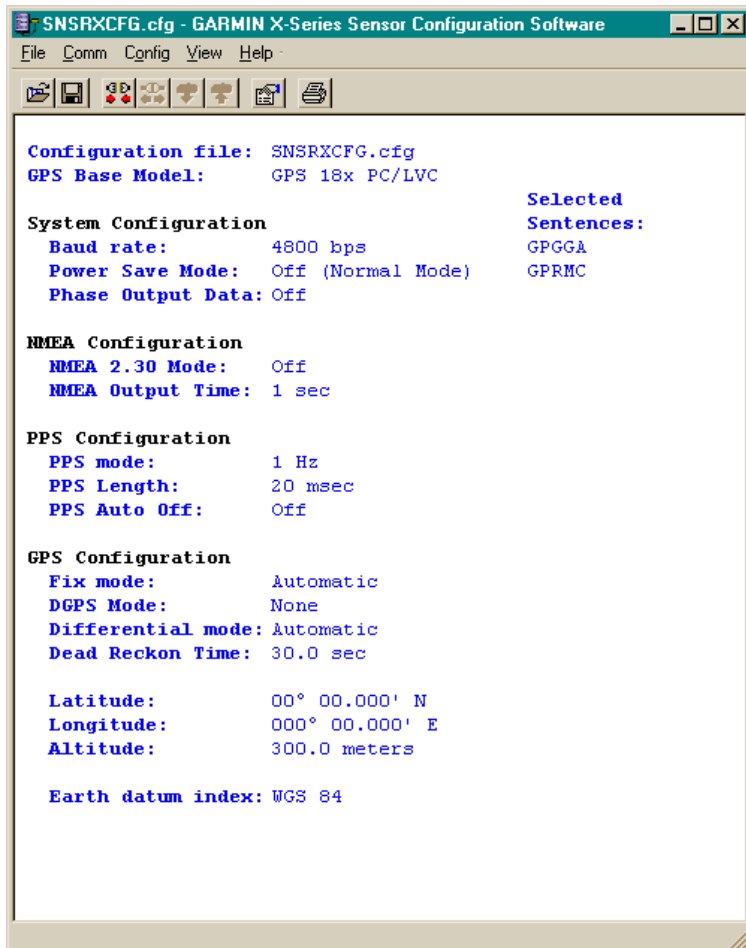 SNSRXCFG.cfg - GARMIN X-Series Sensor Configuration Software
File Comm Config View Help
Configuration file: SNSRXCFG.cfg
GPS Base Model: GPS 18x PC/LVC
Selected
System Configuration Sentences:
Baud rate: 4800 bps GPGGA
Power Save Mode: Off (Normal Mode) GPRMC
Phase Output Data: Off
NMEA Configuration
NMEA 2.30 Mode: Off
NMEA Output Time: 1 sec
PPS Configuration
PPS mode: 1 Hz
PPS Length: 20 msec
PPS Auto Off: Off
GPS Configuration
Fix mode: Automatic
DGPS Mode: None
Differential mode: Automatic
Dead Reckon Time: 30.0 sec
Latitude: 00° 00.000' N
Longitude: 000° 00.000' E
Altitude: 300.0 meters
Earth datum index: WGS 84